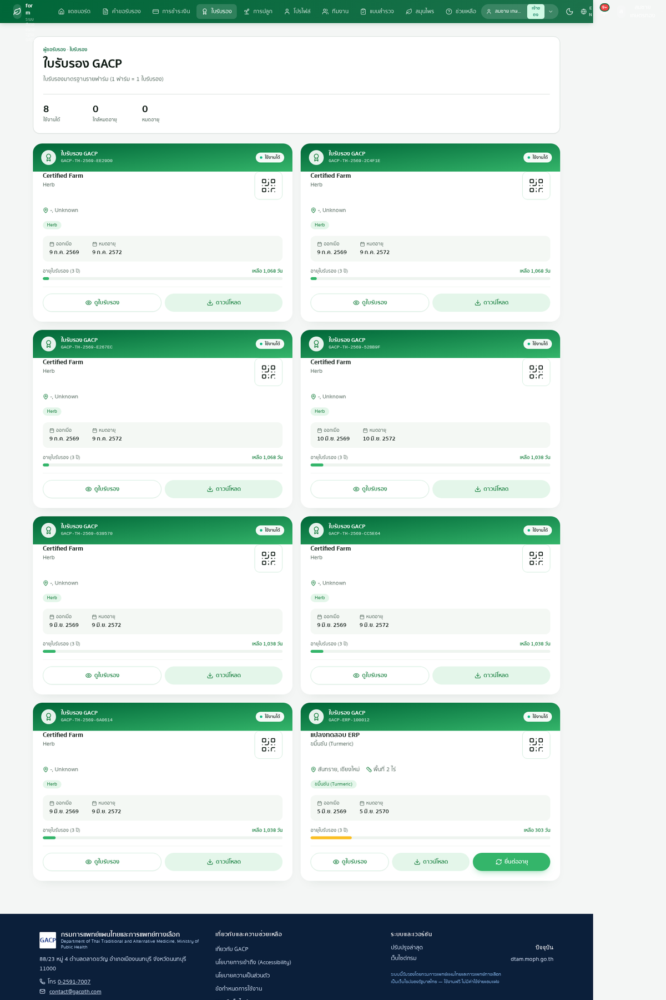 for
m
ระบบ
แดชบอร์ด
คำขอรับรอง
การชำระเงิน
ใบรับรอง
การปลูก
โปรไฟล์
ทีมงาน
แบบสำรวจ
สมุนไพร
ช่วยเหลือ
สมชาย เกษ...
เจ้าข
อง
E
N
9+
ผู้ขอรับรอง · ใบรับรอง
ใบรับรอง GACP
ใบรับรองมาตรฐานรายฟาร์ม (1 ฟาร์ม = 1 ใบรับรอง)
8
ใช้งานได้
0
ใกล้หมดอายุ
0
หมดอายุ
ใบรับรอง GACP
GACP-TH-2569-EE29D0
ใช้งานได้
Certified Farm
Herb
-, Unknown
Herb
ออกเมื่อ
9 ก.ค. 2569
หมดอายุ
9 ก.ค. 2572
อายุใบรับรอง (3 ปี)
เหลือ 1,068 วัน
ดูใบรับรอง
ดาวน์โหลด
ใบรับรอง GACP
GACP-TH-2569-2C4F1E
ใช้งานได้
Certified Farm
Herb
-, Unknown
Herb
ออกเมื่อ
9 ก.ค. 2569
หมดอายุ
9 ก.ค. 2572
อายุใบรับรอง (3 ปี)
เหลือ 1,068 วัน
ดูใบรับรอง
ดาวน์โหลด
ใบรับรอง GACP
GACP-TH-2569-E267EC
ใช้งานได้
Certified Farm
Herb
-, Unknown
Herb
ออกเมื่อ
9 ก.ค. 2569
หมดอายุ
9 ก.ค. 2572
อายุใบรับรอง (3 ปี)
เหลือ 1,068 วัน
ดูใบรับรอง
ดาวน์โหลด
ใบรับรอง GACP
GACP-TH-2569-52BB9F
ใช้งานได้
Certified Farm
Herb
-, Unknown
Herb
ออกเมื่อ
10 มิ.ย. 2569
หมดอายุ
10 มิ.ย. 2572
อายุใบรับรอง (3 ปี)
เหลือ 1,038 วัน
ดูใบรับรอง
ดาวน์โหลด
ใบรับรอง GACP
GACP-TH-2569-639570
ใช้งานได้
Certified Farm
Herb
-, Unknown
Herb
ออกเมื่อ
9 มิ.ย. 2569
หมดอายุ
9 มิ.ย. 2572
อายุใบรับรอง (3 ปี)
เหลือ 1,038 วัน
ดูใบรับรอง
ดาวน์โหลด
ใบรับรอง GACP
GACP-TH-2569-CC5E64
ใช้งานได้
Certified Farm
Herb
-, Unknown
Herb
ออกเมื่อ
9 มิ.ย. 2569
หมดอายุ
9 มิ.ย. 2572
อายุใบรับรอง (3 ปี)
เหลือ 1,038 วัน
ดูใบรับรอง
ดาวน์โหลด
ใบรับรอง GACP
GACP-TH-2569-6A0614
ใช้งานได้
Certified Farm
Herb
-, Unknown
Herb
ออกเมื่อ
9 มิ.ย. 2569
หมดอายุ
9 มิ.ย. 2572
อายุใบรับรอง (3 ปี)
เหลือ 1,038 วัน
ดูใบรับรอง
ดาวน์โหลด
ใบรับรอง GACP
GACP-ERP-100012
ใช้งานได้
แปลงทดสอบ ERP
ขมิ้นชัน (Turmeric)
สันทราย, เชียงใหม่
พื้นที่ 2 ไร่
ขมิ้นชัน (Turmeric)
ออกเมื่อ
5 มิ.ย. 2569
หมดอายุ
5 มิ.ย. 2570
อายุใบรับรอง (3 ปี)
เหลือ 303 วัน
ดูใบรับรอง
ดาวน์โหลด
ยื่นต่ออายุ
GACP
กรมการแพทย์แผนไทยและการแพทย์ทางเลือก
Department of Thai Traditional and Alternative Medicine, Ministry of
Public Health
88/23 หมู่ 4 ตำบลตลาดขวัญ อำเภอเมืองนนทบุรี จังหวัดนนทบุรี
11000
โทร 0-2591-7007
contact@gacpth.com
เกี่ยวกับและความช่วยเหลือ
เกี่ยวกับ GACP
นโยบายการเข้าถึง (Accessibility)
นโยบายความเป็นส่วนตัว
ข้อกำหนดการใช้งาน
ระบบและเวอร์ชัน
ปรับปรุงล่าสุด
ปัจจุบัน
เว็บไซต์กรม
dtam.moph.go.th
ระบบนี้รับรองโดยกรมการแพทย์แผนไทยและการแพทย์ทางเลือก
เป็นเว็บไซต์ของรัฐบาลไทย — ใช้งานฟรี ไม่มีค่าใช้จ่ายแอบแฝง